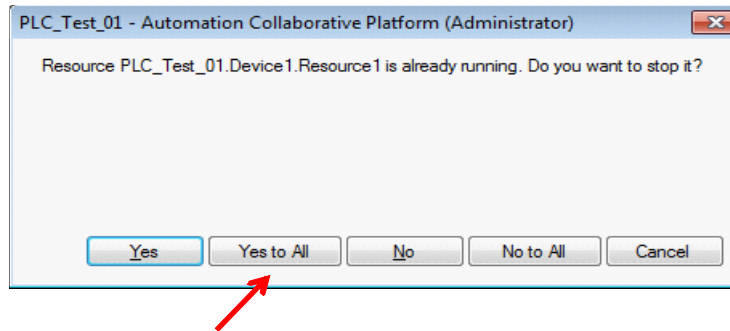 PLC_Test_01 - Automation Collaborative Platform (Administrator)
Resource PLC_Test_01.Device1.Resource1 is already running. Do you want to stop it?
Yes Yes to All No No to All Cancel